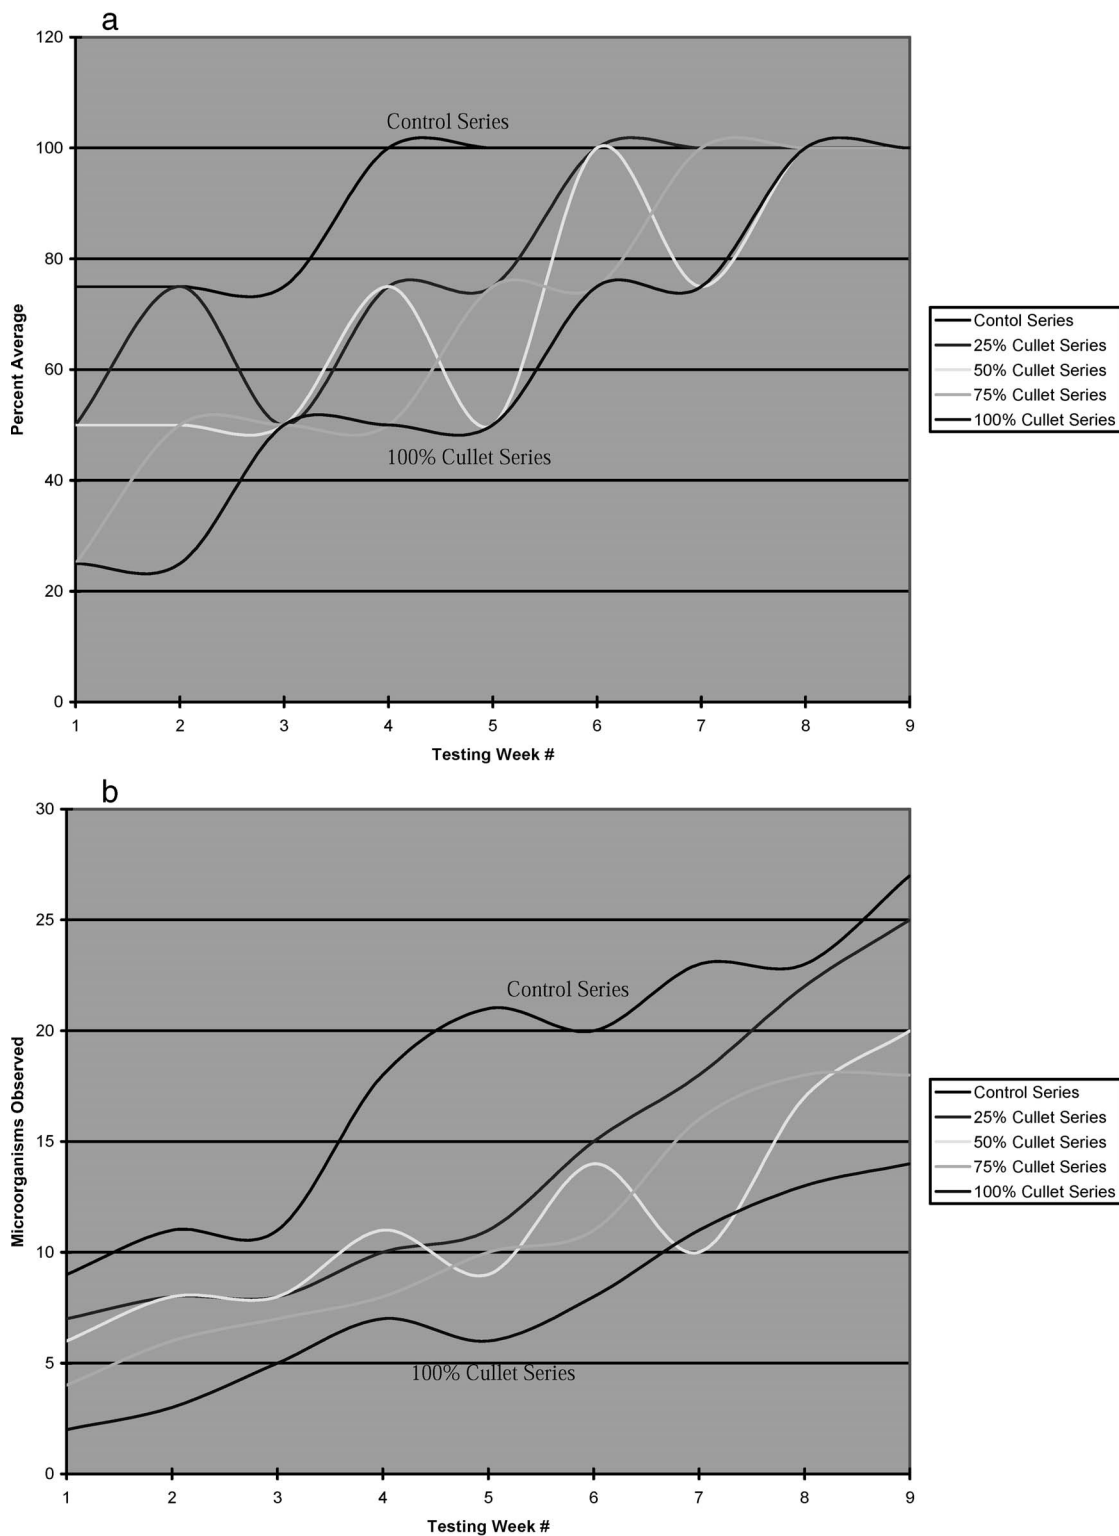 a
120
100
80
60
40
20
0
Percent Average
Control Series
100% Cullet Series
1 2 3 4 5 6 7 8 9
Testing Week #
Contol Series
25% Cullet Series
50% Cullet Series
75% Cullet Series
100% Cullet Series
b
30
25
20
15
10
5
0
Microorganisms Observed
Control Series
100% Cullet Series
1 2 3 4 5 6 7 8 9
Testing Week #
Control Series
25% Cullet Series
50% Cullet Series
75% Cullet Series
100% Cullet Series